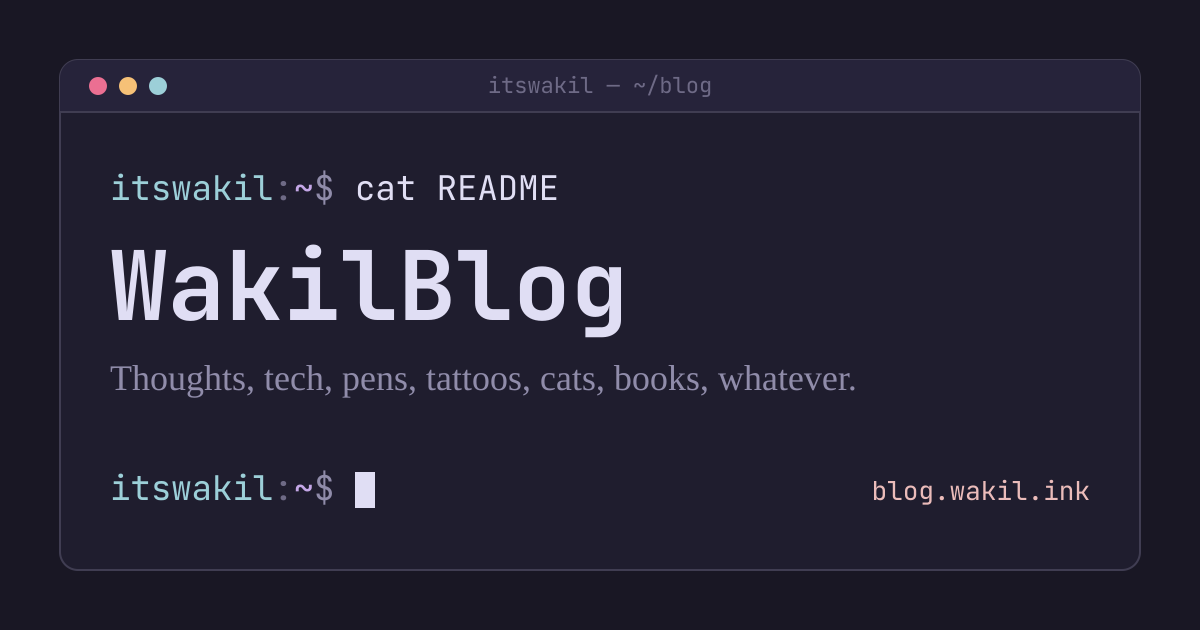 itswakil — ~/blog
itswakil:~$ cat README
WakilBlog
Thoughts, tech, pens, tattoos, cats, books, whatever.
itswakil:~$
blog.wakil.ink